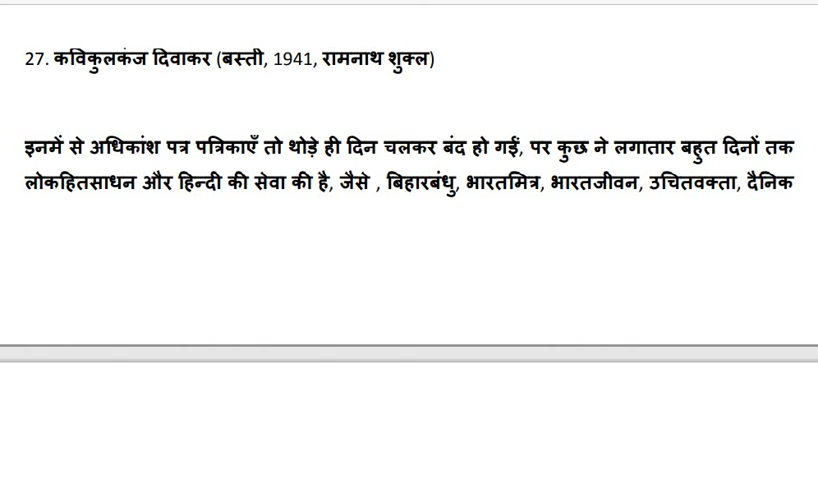 27. कविकुलकंज दिवाकर (बस्ती, 1941, रामनाथ शुक्ल)
इनमें से अधिकांश पत्र पत्रिकाएँ तो थोड़े ही दिन चलकर बंद हो गईं, पर कुछ ने लगातार बहुत दिनों तक
लोकहितसाधन और हिन्दी की सेवा की है, जैसे , बिहारबंधु, भारतमित्र, भारतजीवन, उचितवक्ता, दैनिक